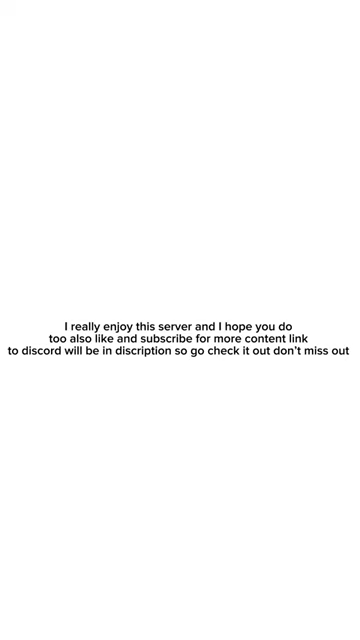 I really enjoy this server and I hope you do
too also like and subscribe for more content link
to discord will be in discription so go check it out don't miss out